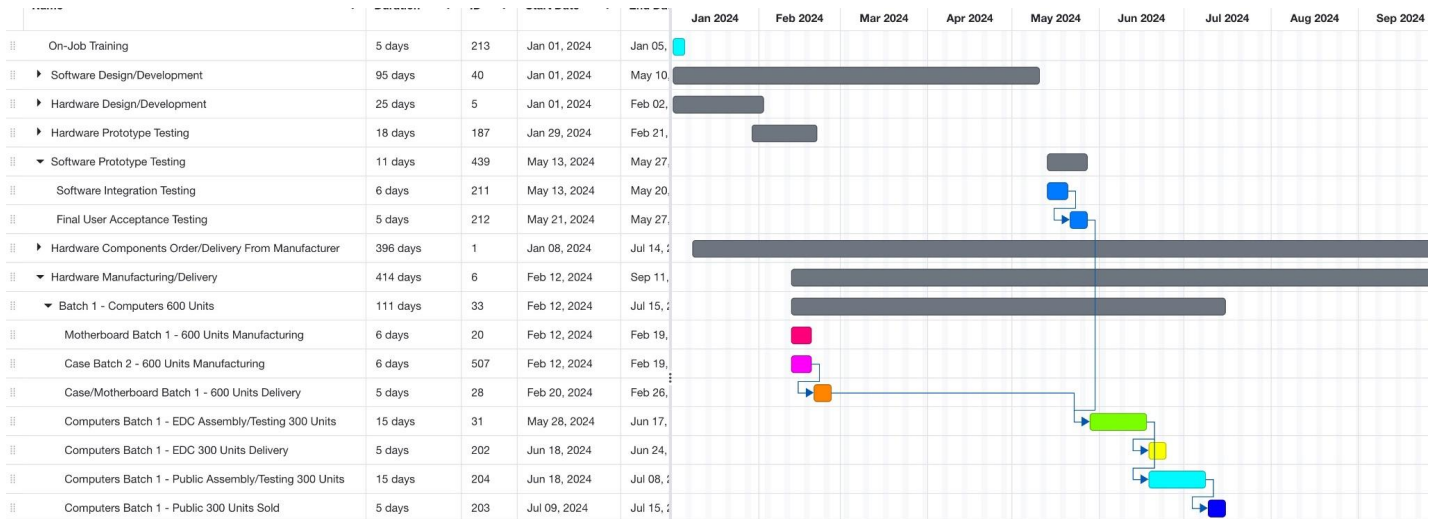 Jan 2024 Feb 2024 Mar 2024 Apr 2024 May 2024 Jun 2024 Jul 2024 Aug 2024 Sep 2024
On-Job Training 5 days 213 Jan 01, 2024 Jan 05,
Software Design/Development 95 days 40 Jan 01, 2024 May 10,
Hardware Design/Development 25 days 5 Jan 01, 2024 Feb 02,
Hardware Prototype Testing 18 days 187 Jan 29, 2024 Feb 21,
Software Prototype Testing 11 days 439 May 13, 2024 May 27,
Software Integration Testing 6 days 211 May 13, 2024 May 20,
Final User Acceptance Testing 5 days 212 May 21, 2024 May 27,
Hardware Components Order/Delivery From Manufacturer 396 days 1 Jan 08, 2024 Jul 14,
Hardware Manufacturing/Delivery 414 days 6 Feb 12, 2024 Sep 11,
Batch 1 - Computers 600 Units 111 days 33 Feb 12, 2024 Jul 15,
Motherboard Batch 1 - 600 Units Manufacturing 6 days 20 Feb 12, 2024 Feb 19,
Case Batch 2 - 600 Units Manufacturing 6 days 507 Feb 12, 2024 Feb 19,
Case/Motherboard Batch 1 - 600 Units Delivery 5 days 28 Feb 20, 2024 Feb 26,
Computers Batch 1 - EDC Assembly/Testing 300 Units 15 days 31 May 28, 2024 Jun 17,
Computers Batch 1 - EDC 300 Units Delivery 5 days 202 Jun 18, 2024 Jun 24,
Computers Batch 1 - Public Assembly/Testing 300 Units 15 days 204 Jun 18, 2024 Jul 08,
Computers Batch 1 - Public 300 Units Sold 5 days 203 Jul 09, 2024 Jul 15,